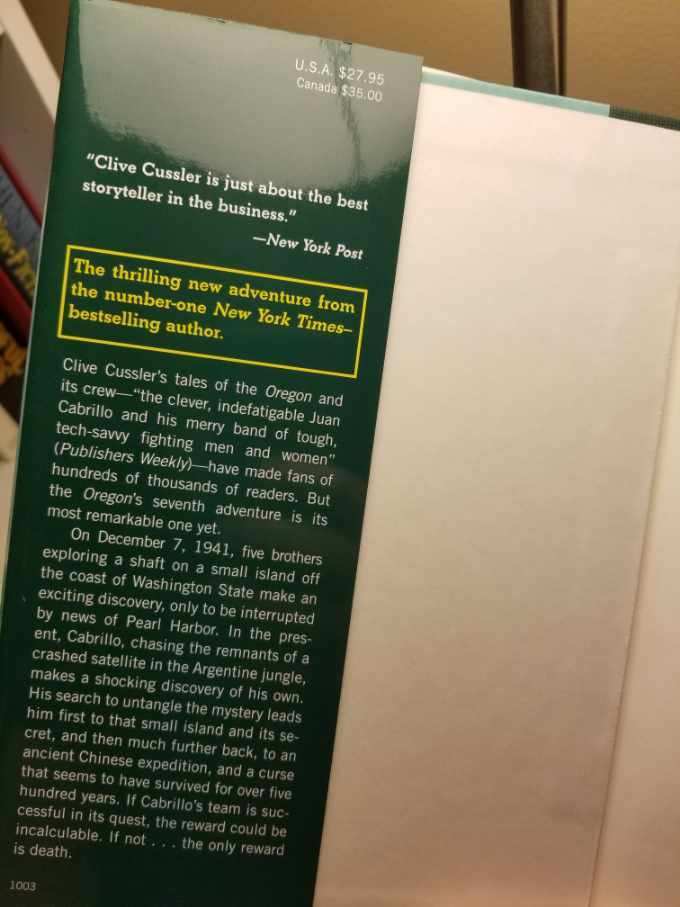 U.S.A. $27.95
Canada $35.00
“Clive Cussler is just about the best
storyteller in the business.”
—New York Post
The thrilling new adventure from
the number-one New York Times–
bestselling author.
Clive Cussler’s tales of the Oregon and
its crew—“the clever, indefatigable Juan
Cabrillo and his merry band of tough,
tech-savvy fighting men and women”
(Publishers Weekly)—have made fans of
hundreds of thousands of readers. But
the Oregon’s seventh adventure is its
most remarkable one yet.
On December 7, 1941, five brothers
exploring a shaft on a small island off
the coast of Washington State make an
exciting discovery, only to be interrupted
by news of Pearl Harbor. In the pres-
ent, Cabrillo, chasing the remnants of a
crashed satellite in the Argentine jungle,
makes a shocking discovery of his own.
His search to untangle the mystery leads
him first to that small island and its se-
cret, and then much further back, to an
ancient Chinese expedition, and a curse
that seems to have survived for over five
hundred years. If Cabrillo’s team is suc-
cessful in its quest, the reward could be
incalculable. If not . . . the only reward
is death.
1003